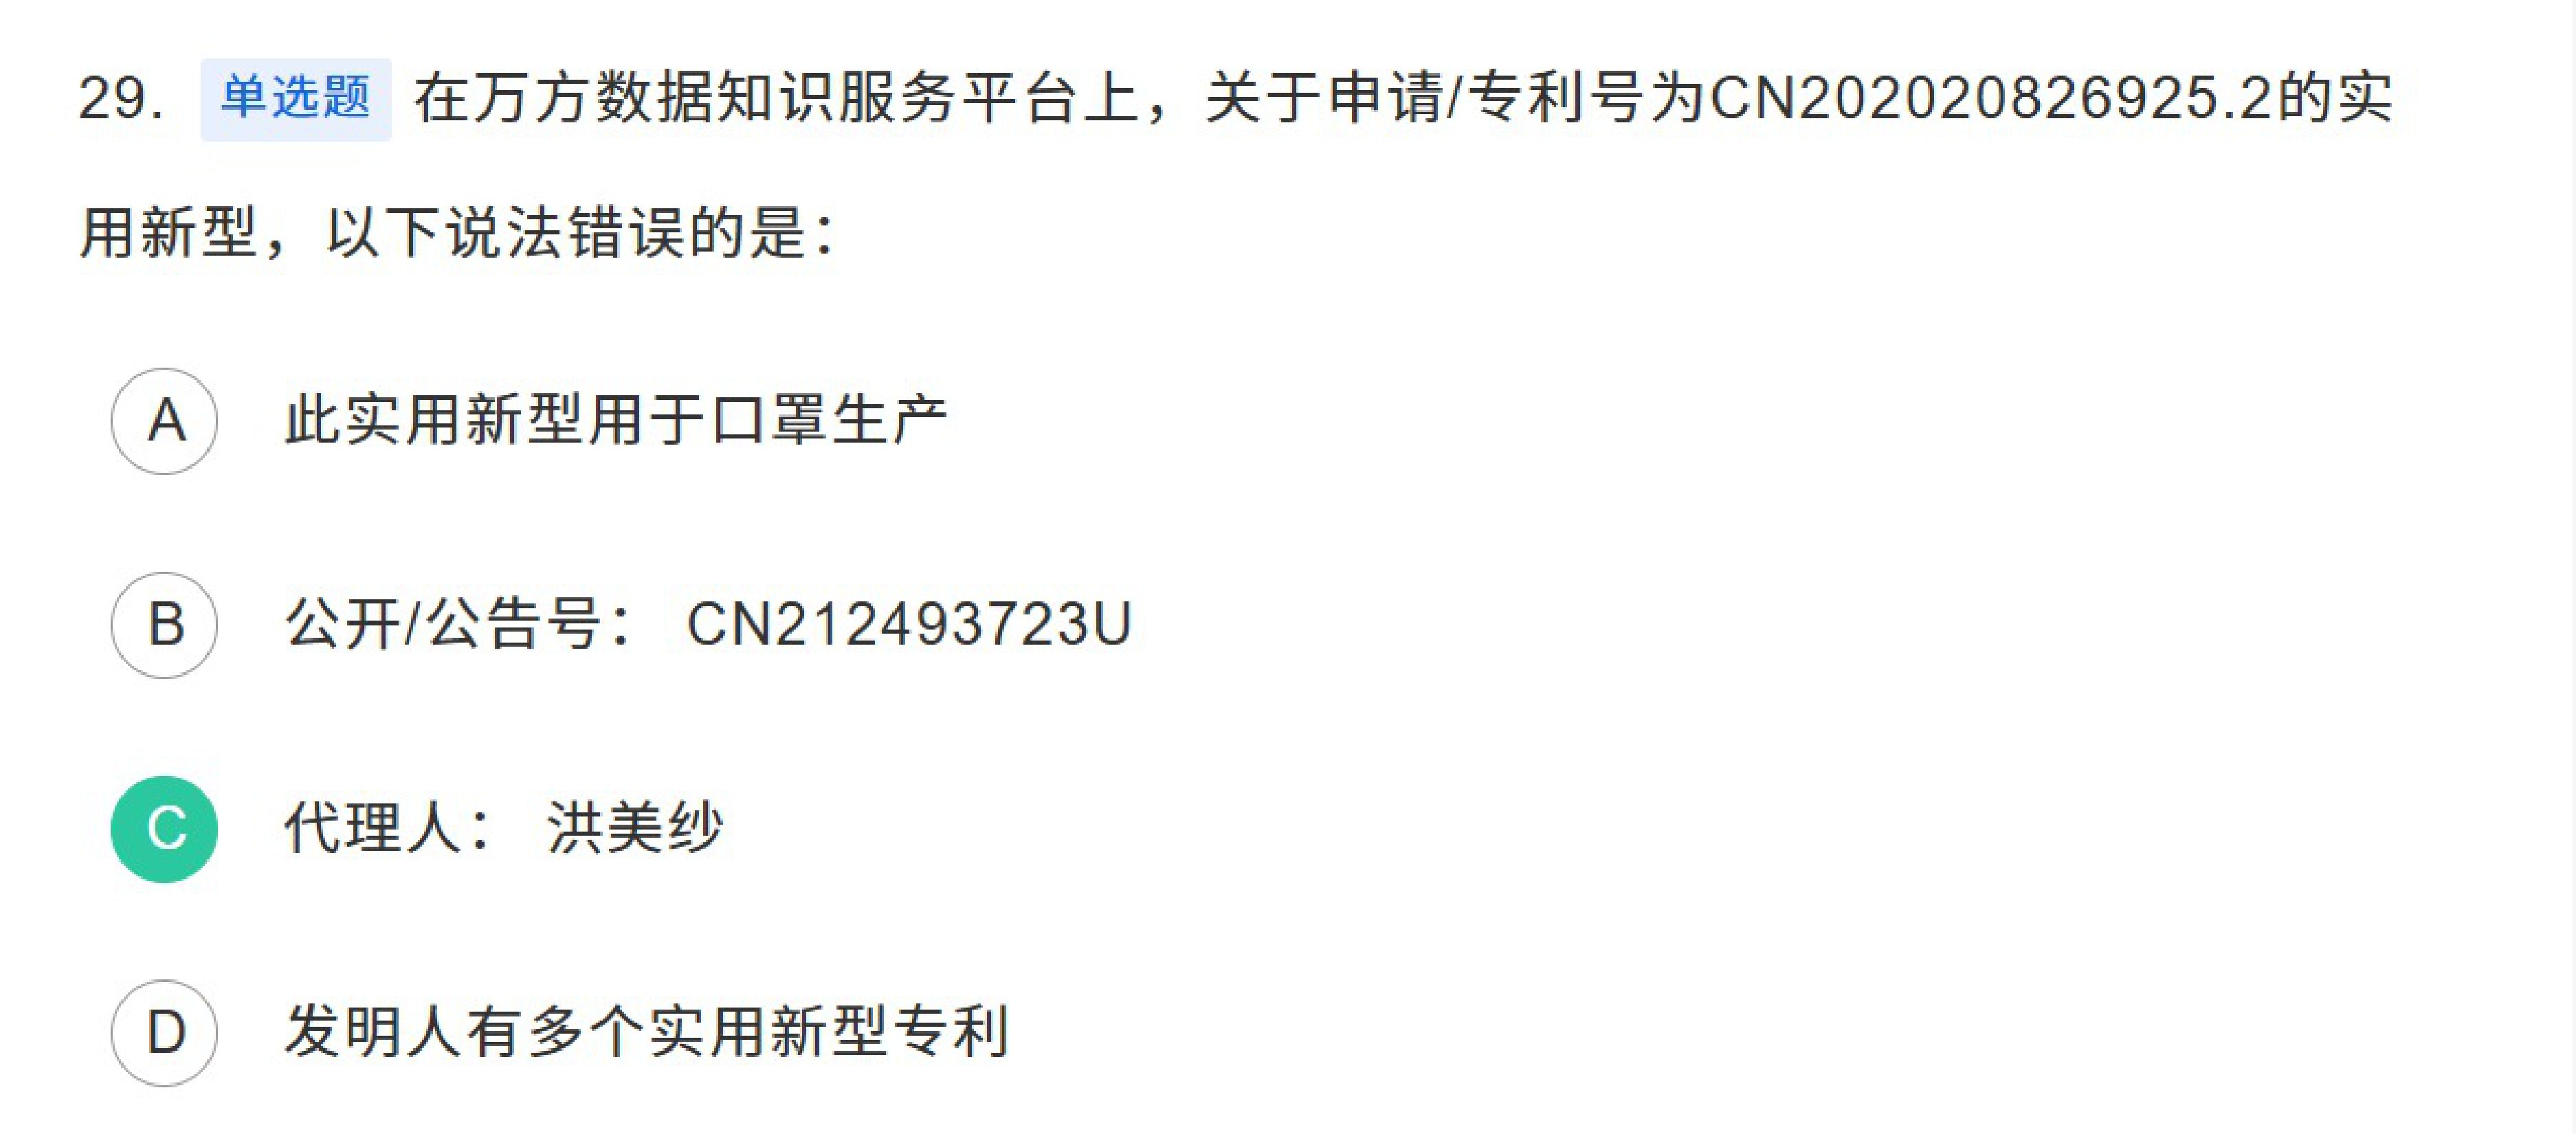 29. 单选题 在万方数据知识服务平台上，关于申请/专利号为CN202020826925.2的实
用新型，以下说法错误的是：
A 此实用新型用于口罩生产
B 公开/公告号： CN212493723U
C 代理人： 洪美纱
D 发明人有多个实用新型专利